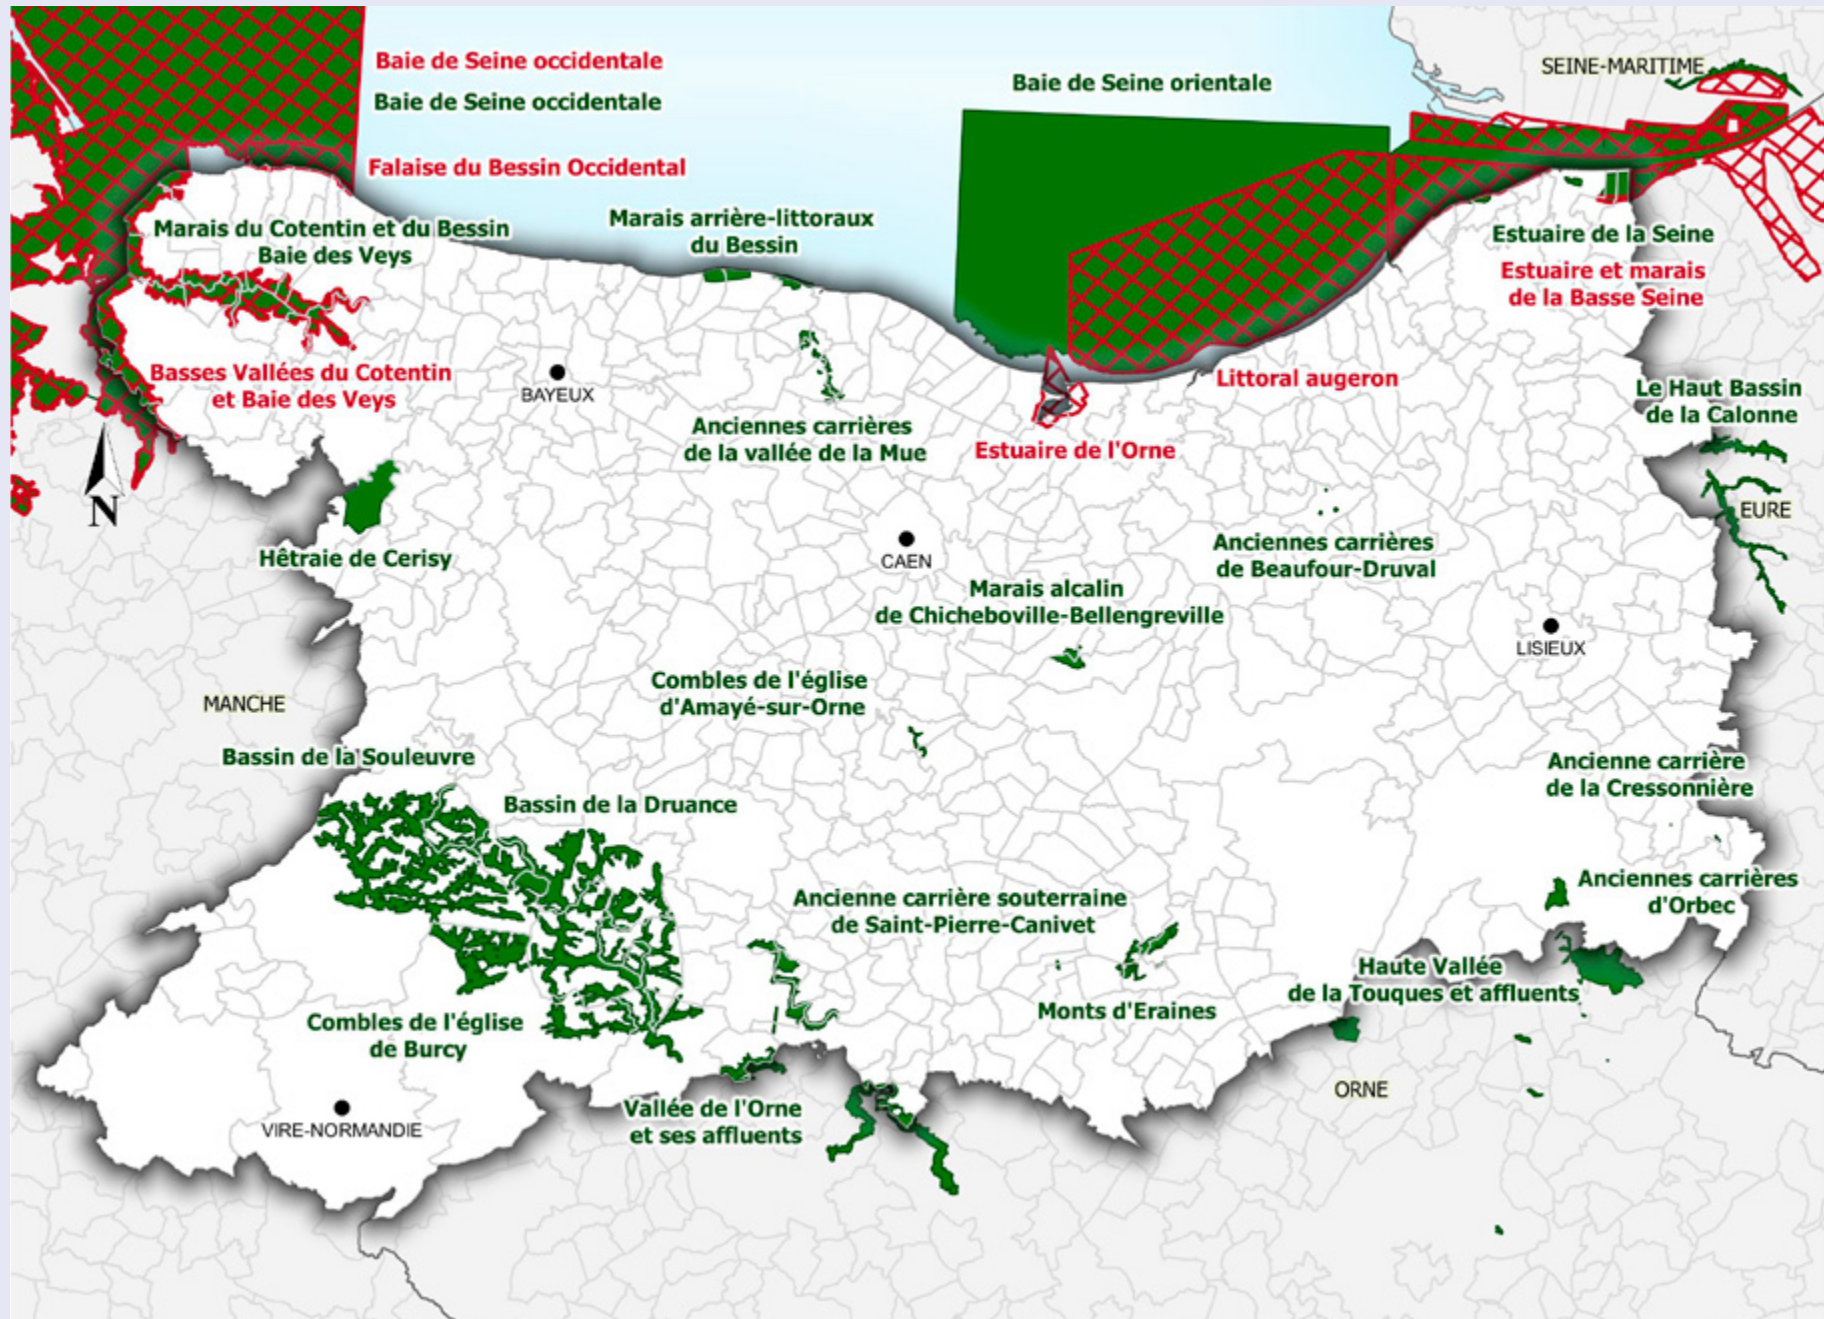 Baie de Seine occidentale
Baie de Seine occidentale
Falaise du Bessin Occidental
Baie de Seine orientale
SEINE-MARITIME
Marais du Cotentin et du Bessin
Baie des Veys
Marais arrière-littoraux
du Bessin
Estuaire de la Seine
Estuaire et marais
de la Basse Seine
Basses Vallées du Cotentin
et Baie des Veys
BAYEUX
Littoral augeron
Le Haut Bassin
de la Calonne
Anciennes carrières
de la vallée de la Mue
Estuaire de l'Orne
N
EURE
Hêtraie de Cerisy
CAEN
Anciennes carrières
de Beaufour-Druval
Marais alcalin
de Chicheboville-Bellengreville
LISIEUX
Combles de l'église
d'Amayé-sur-Orne
MANCHE
Bassin de la Souleuvre
Bassin de la Druance
Ancienne carrière
de la Cressonnière
Ancienne carrière souterraine
de Saint-Pierre-Canivet
Anciennes carrières
d'Orbec
Haute Vallée
de la Touques et affluents
Monts d'Eraines
Combles de l'église
de Burcy
ORNE
Vallée de l'Orne
et ses affluents
VIRE-NORMANDIE